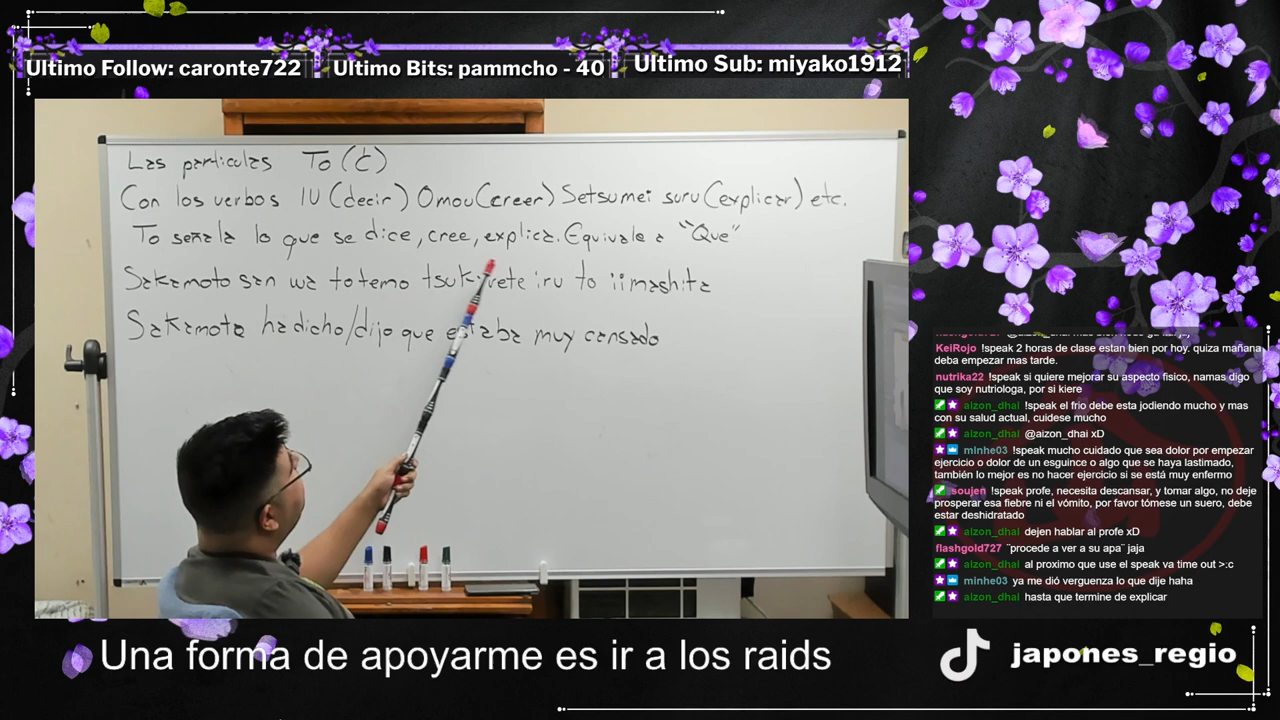 Ultimo Follow: caronte722
Ultimo Bits: pammcho - 40
Ultimo Sub: miyako1912
Las particulas To (と)
Con los verbos IU (decir) Omou (creer) Setsumei suru (explicar) etc.
To señala lo que se dice, cree, explica. Equivale a "Que"
Sakamoto san wa totemo tsukarete iru to iimashita
Sakamoto ha dicho/dijo que estaba muy cansado
KeiRojo !speak 2 horas de clase estan bien por hoy, quiza mañana
deba empezar mas tarde.
nutrika22 !speak si quiere mejorar su aspecto fisico, namas digo
que soy nutriologa, por si kiere
aizon_dhai !speak el frio debe esta jodiendo mucho y mas
con su salud actual, cuidese mucho
aizon_dhai @aizon_dhai xD
minhe03 !speak mucho cuidado que sea dolor por empezar
ejercicio o dolor de un esguince o algo que se haya lastimado,
también lo mejor es no hacer ejercicio si se está muy enfermo
soujen !speak profe, necesita descansar, y tomar algo, no deje
prosperar esa fiebre ni el vómito, por favor tómese un suero, debe
estar deshidratado
aizon_dhai dejen hablar al profe xD
flashgold727 ¨procede a ver a su apa¨ jaja
aizon_dhai al proximo que use el speak va time out >:c
minhe03 ya me dió verguenza lo que dije haha
aizon_dhai hasta que termine de explicar
Una forma de apoyarme es ir a los raids
japones_regio